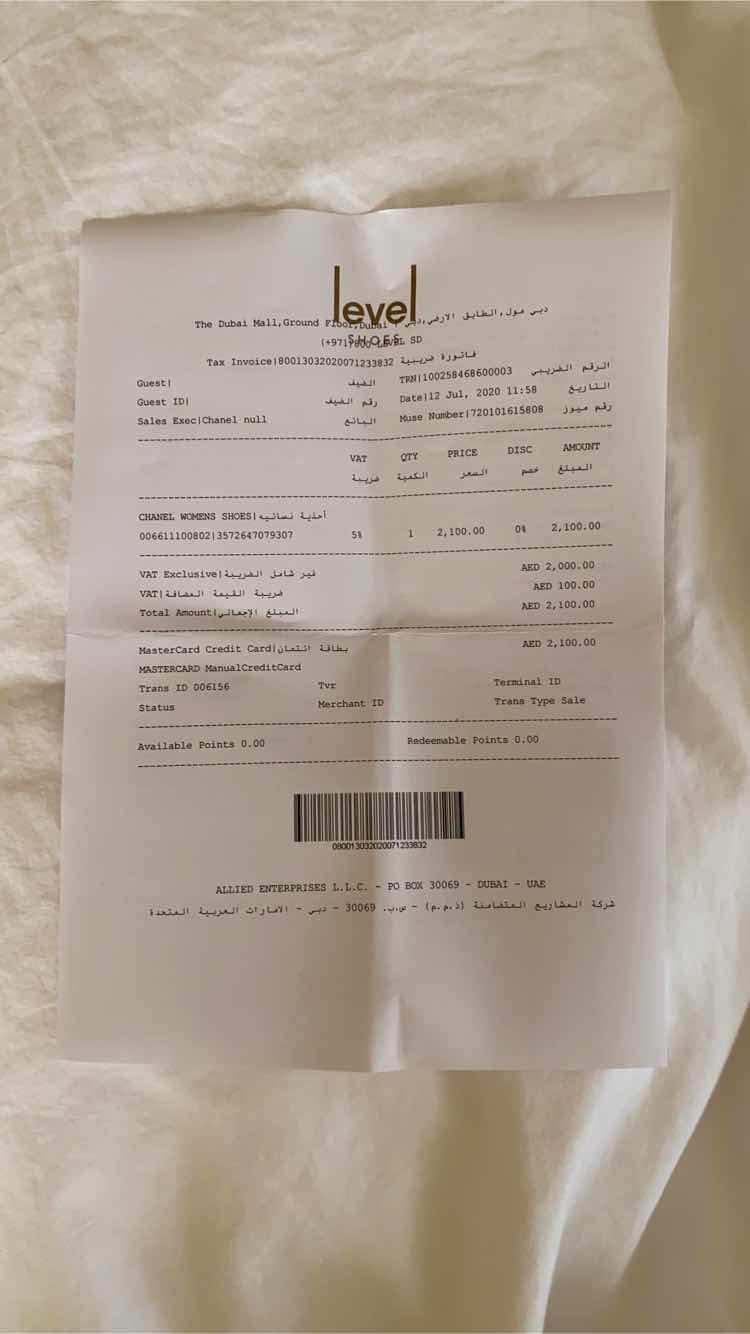 level
SHOES
The Dubai Mall,Ground Floor,Dubai | دبي مول,الطابق الارضي,دبي
(+971)800 LEVEL SD
Tax Invoice|80013032020071233832 فاتورة ضريبية
Guest| الضيف TRN|100258468600003 الرقم الضريبي
Guest ID| رقم الضيف Date|12 Jul, 2020 11:58 التاريخ
Sales Exec|Chanel null البائع Muse Number|720101615808 رقم ميوز
VAT QTY PRICE DISC AMOUNT
ضريبة الكمية السعر خصم المبلغ
CHANEL WOMENS SHOES|أحذية نسائيه
006611100802|3572647079307 5% 1 2,100.00 0% 2,100.00
VAT Exclusive|غير شامل الضريبة AED 2,000.00
VAT|ضريبة القيمة المضافة AED 100.00
Total Amount|المبلغ الإجمالي AED 2,100.00
MasterCard Credit Card|بطاقة ائتمان AED 2,100.00
MASTERCARD ManualCreditCard
Trans ID 006156 Tvr Terminal ID
Status Merchant ID Trans Type Sale
Available Points 0.00 Redeemable Points 0.00
080013032020071233832
ALLIED ENTERPRISES L.L.C. - PO BOX 30069 - DUBAI - UAE
شركة المشاريع المتضامنة (ذ.م.م) - ص.ب. 30069 - دبي - الامارات العربية المتحدة